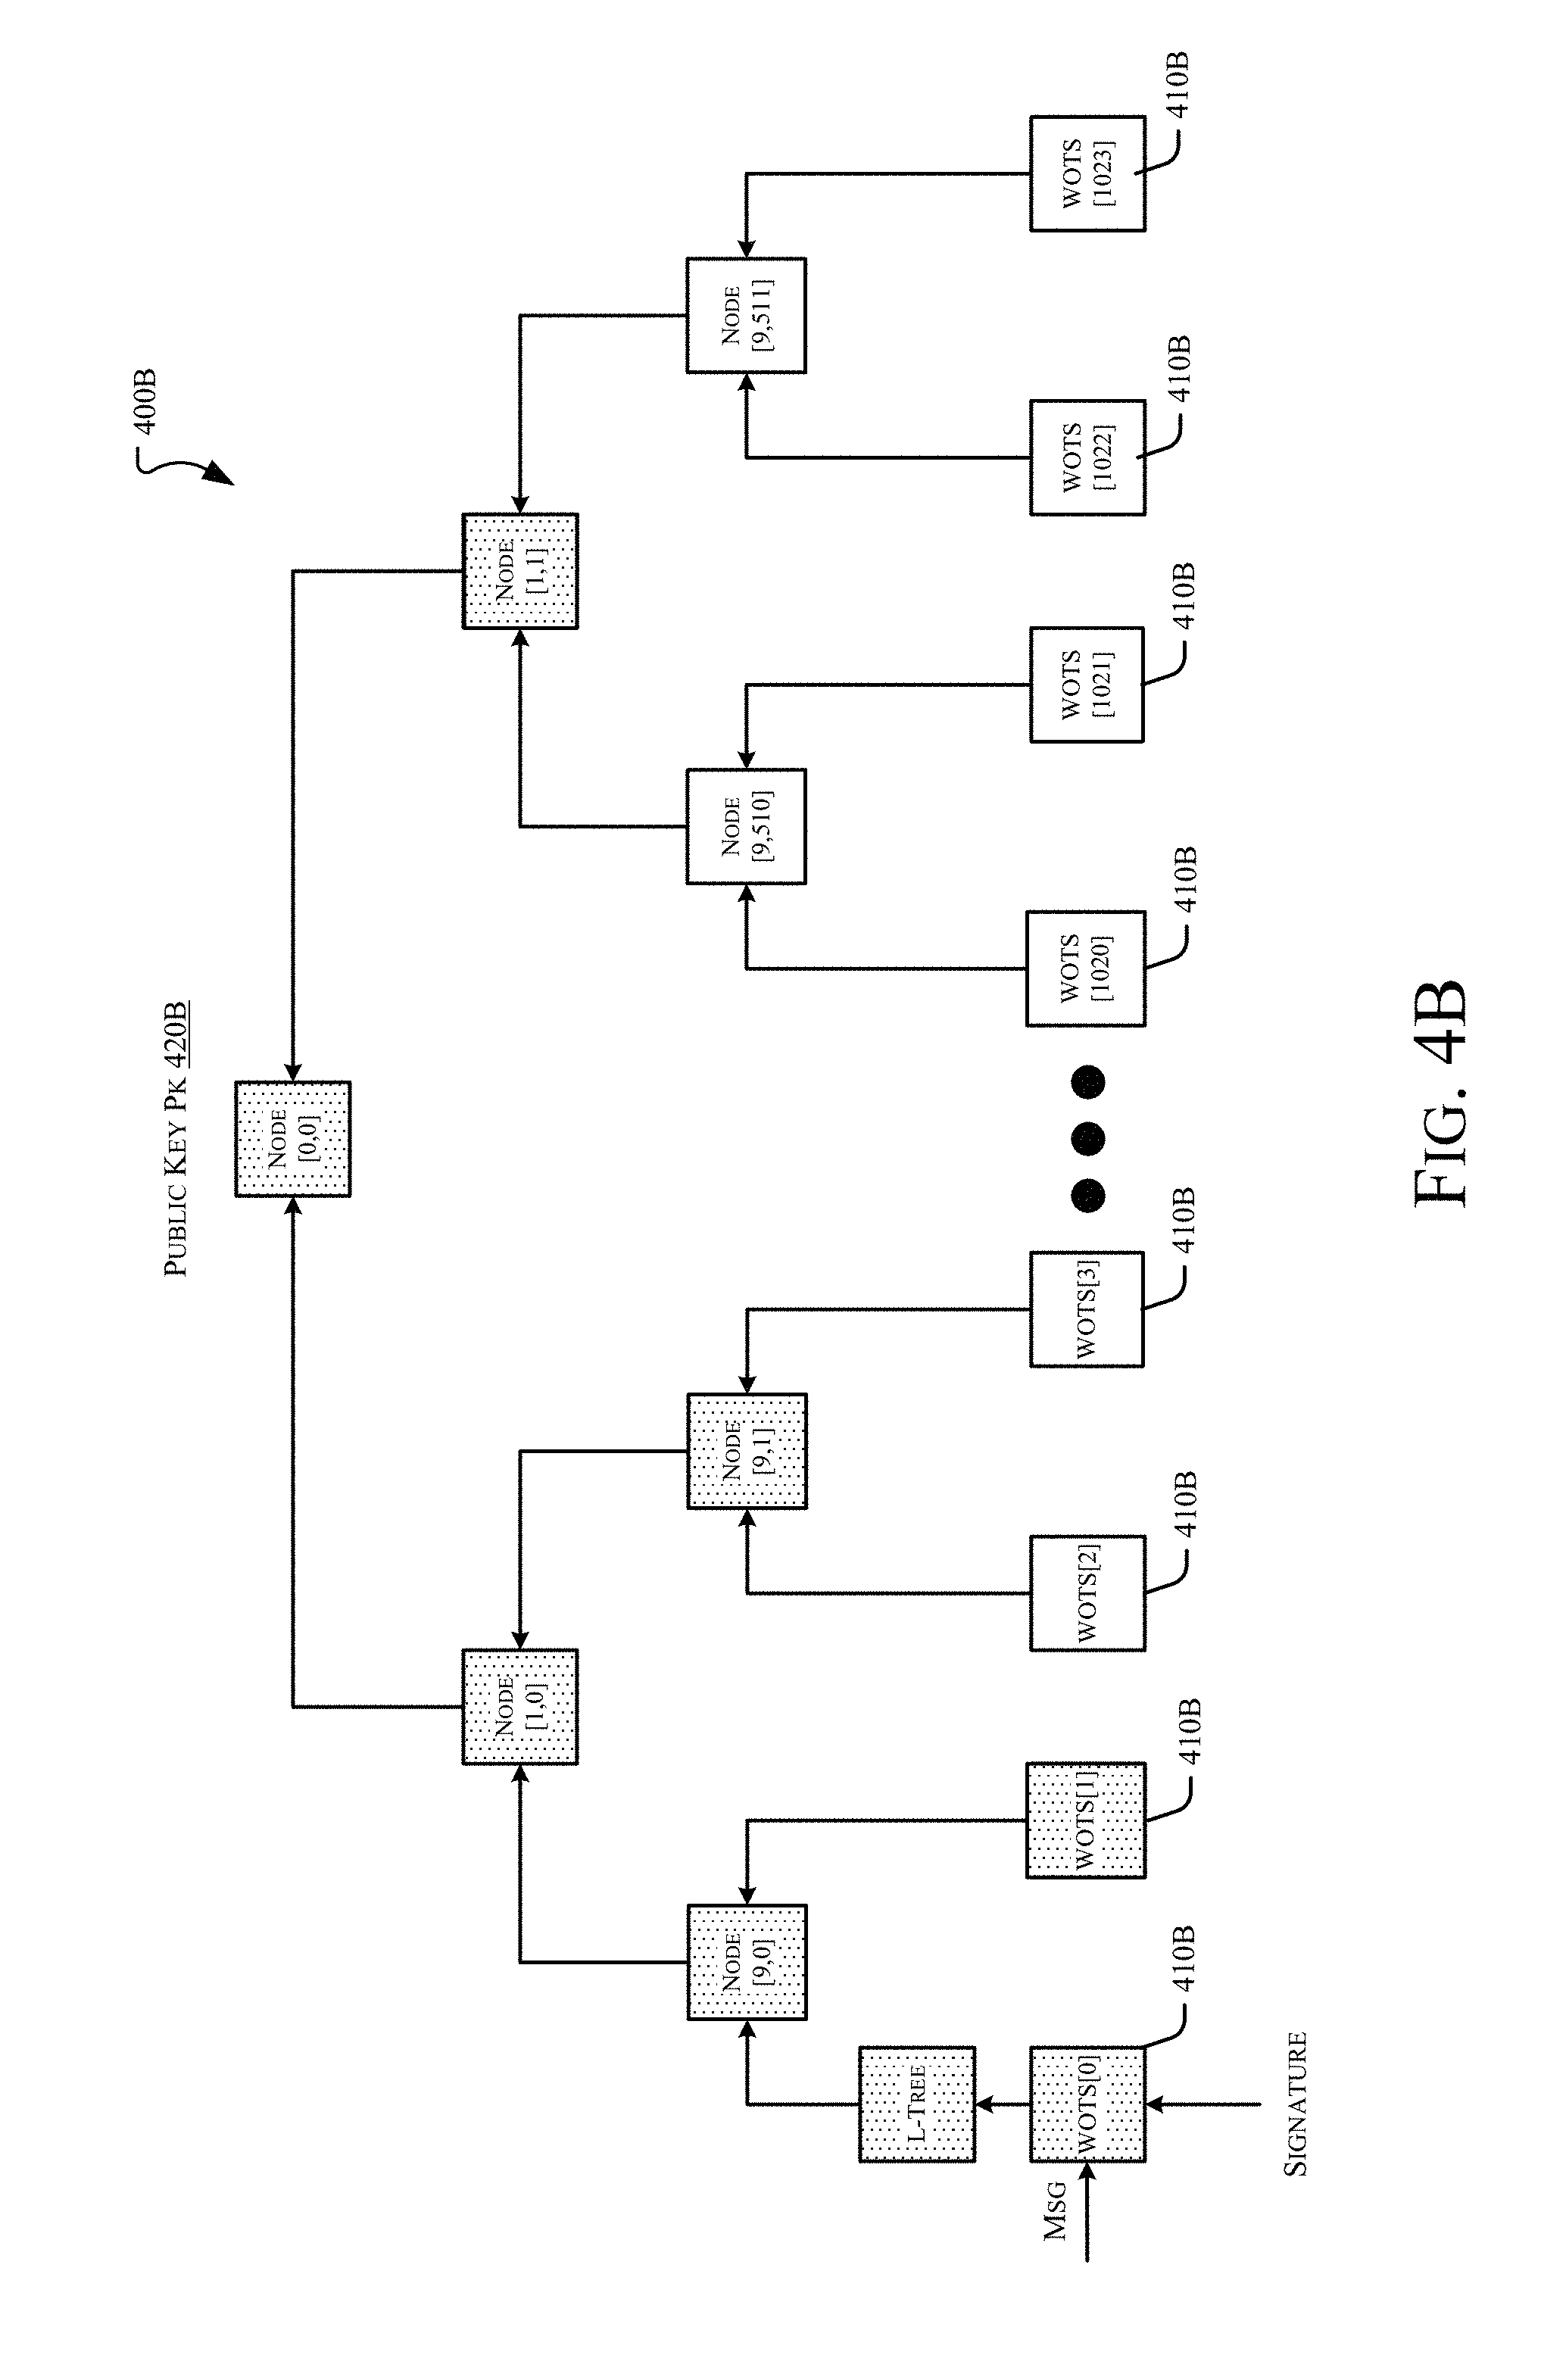 400B
PUBLIC KEY PK 420B
NODE
[0,0]
NODE
[1,0]
NODE
[1,1]
NODE
[9,0]
NODE
[9,1]
NODE
[9,510]
NODE
[9,511]
L-TREE
MSG
WOTS[0]
WOTS[1]
WOTS[2]
WOTS[3]
WOTS
[1020]
WOTS
[1021]
WOTS
[1022]
WOTS
[1023]
410B
410B
410B
410B
410B
410B
410B
410B
SIGNATURE
FIG. 4B